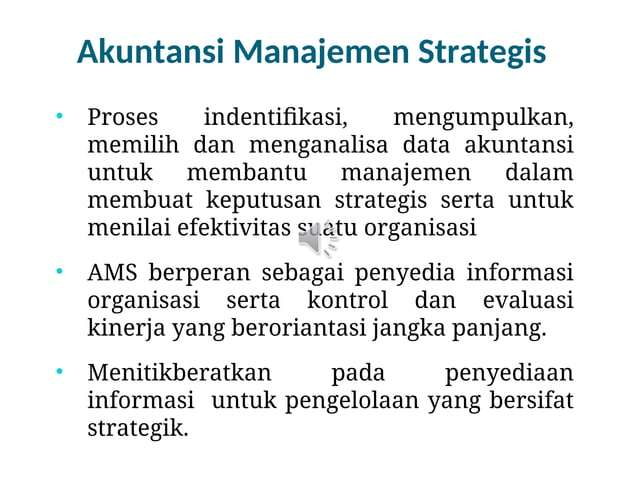 Akuntansi Manajemen Strategis
• Proses indentifikasi, mengumpulkan,
memilih dan menganalisa data akuntansi
untuk membantu manajemen dalam
membuat keputusan strategis serta untuk
menilai efektivitas suatu organisasi
• AMS berperan sebagai penyedia informasi
organisasi serta kontrol dan evaluasi
kinerja yang beroriantasi jangka panjang.
• Menitikberatkan pada penyediaan
informasi untuk pengelolaan yang bersifat
strategik.